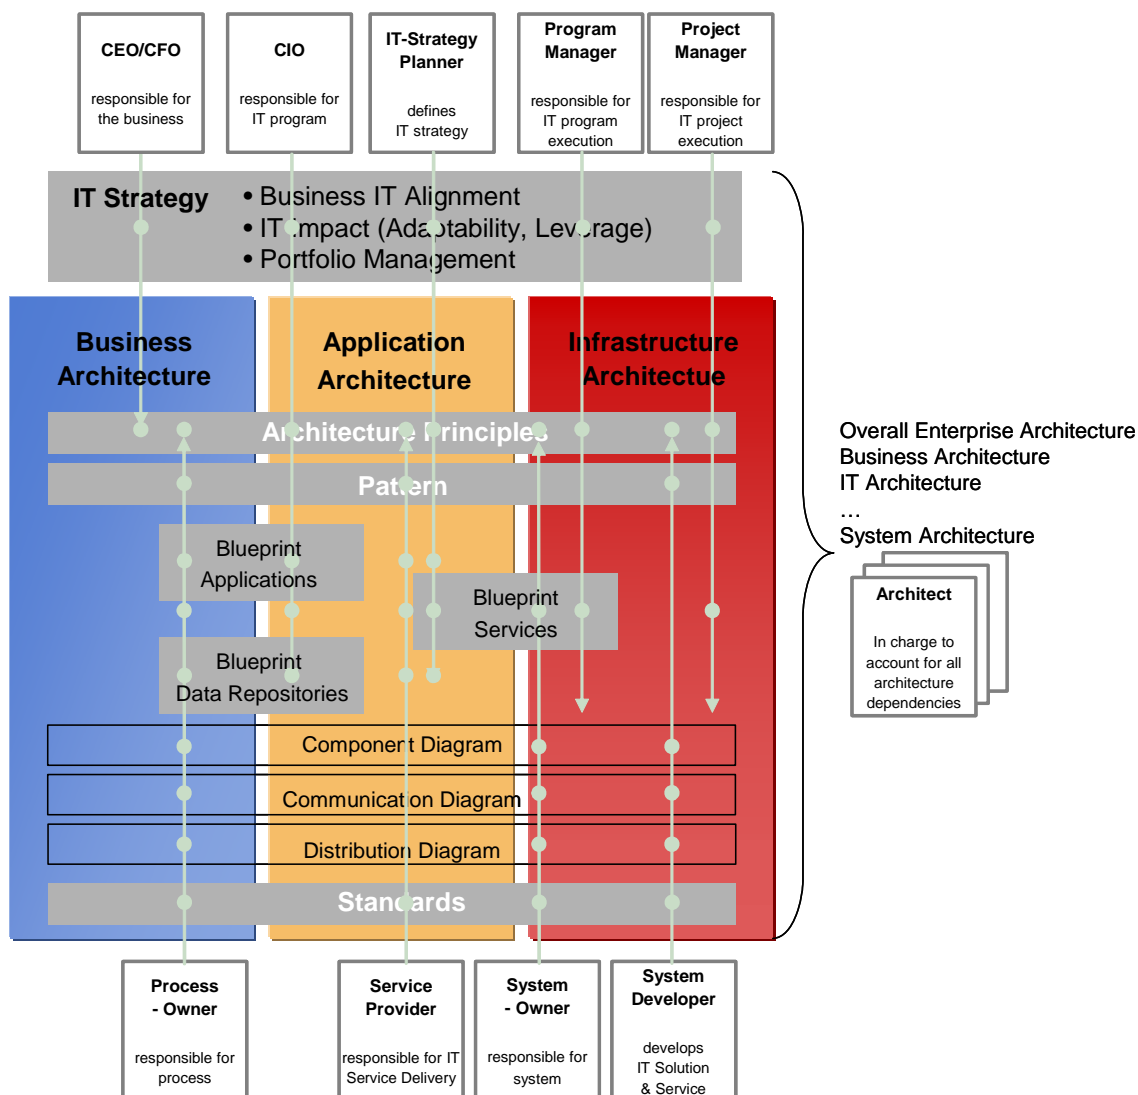 CEO/CFO
responsible for
the business
CIO
responsible for
IT program
IT-Strategy
Planner
defines
IT strategy
Program
Manager
responsible for
IT program
execution
Project
Manager
responsible for
IT project
execution
IT Strategy
• Business IT Alignment
• IT Impact (Adaptability, Leverage)
• Portfolio Management
Business
Architecture
Application
Architecture
Infrastructure
Architectue
Architecture Principles
Pattern
Blueprint
Applications
Blueprint
Services
Blueprint
Data Repositories
Component Diagram
Communication Diagram
Distribution Diagram
Standards
Overall Enterprise Architecture
Business Architecture
IT Architecture
…
System Architecture
Architect
In charge to
account for all
architecture
dependencies
Process
- Owner
responsible for
process
Service
Provider
responsible for IT
Service Delivery
System
- Owner
responsible for
system
System
Developer
develops
IT Solution
& Service